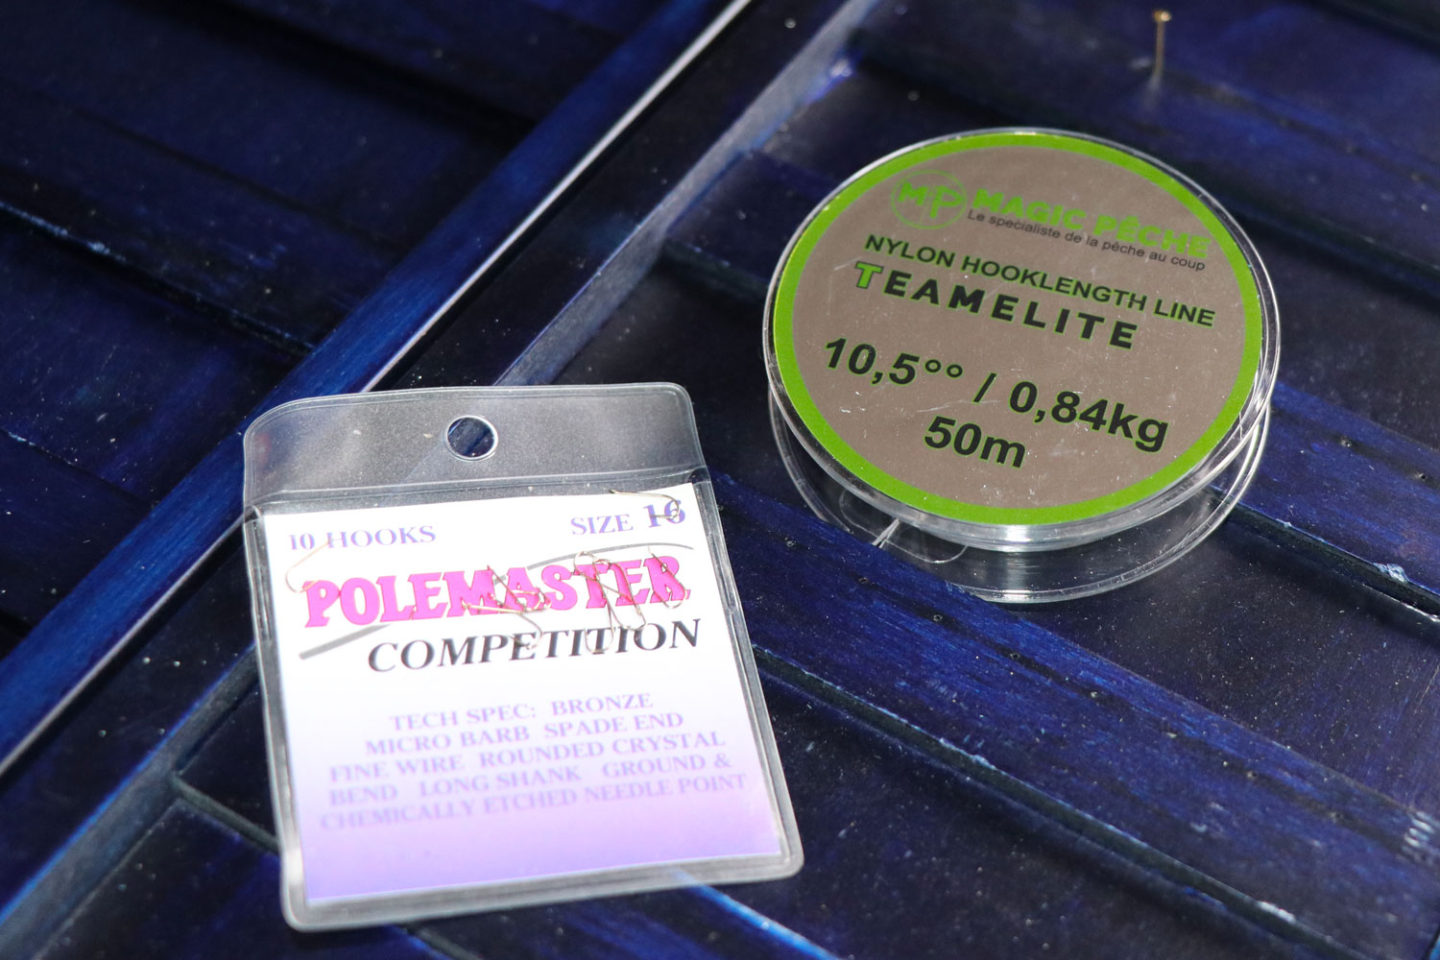 10 HOOKS SIZE 16
POLEMASTER
COMPETITION
TECH SPEC: BRONZE
MICRO BARB SPADE END
FINE WIRE ROUNDED CRYSTAL
BEND LONG SHANK GROUND &
CHEMICALLY ETCHED NEEDLE POINT
MP MAGIC PÊCHE
Le spécialiste de la pêche au coup
NYLON HOOKLENGTH LINE
TEAMELITE
10,5°° / 0,84kg
50m